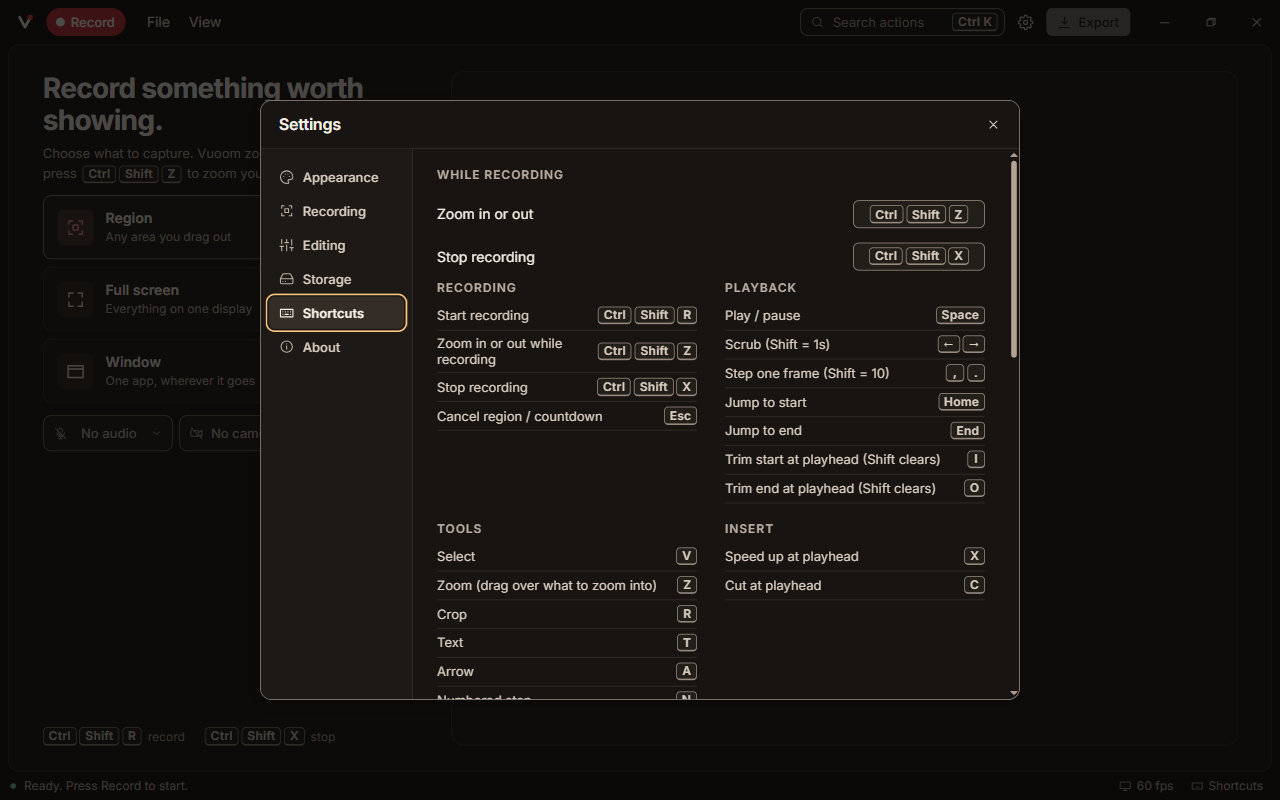 Record File View Search actions Ctrl K Export
Record something worth
showing.
Choose what to capture. Vuoom zo
press Ctrl Shift Z to zoom you
Region
Any area you drag out
Full screen
Everything on one display
Window
One app, wherever it goes
No audio No cam
Ctrl Shift R record Ctrl Shift X stop
Ready. Press Record to start.
60 fps Shortcuts
Settings
Appearance
Recording
Editing
Storage
Shortcuts
About
WHILE RECORDING
Zoom in or out Ctrl Shift Z
Stop recording Ctrl Shift X
RECORDING
Start recording Ctrl Shift R
Zoom in or out while
recording Ctrl Shift Z
Stop recording Ctrl Shift X
Cancel region / countdown Esc
PLAYBACK
Play / pause Space
Scrub (Shift = 1s) ← →
Step one frame (Shift = 10) , .
Jump to start Home
Jump to end End
Trim start at playhead (Shift clears) I
Trim end at playhead (Shift clears) O
TOOLS
Select V
Zoom (drag over what to zoom into) Z
Crop R
Text T
Arrow A
Numbered step N
INSERT
Speed up at playhead X
Cut at playhead C